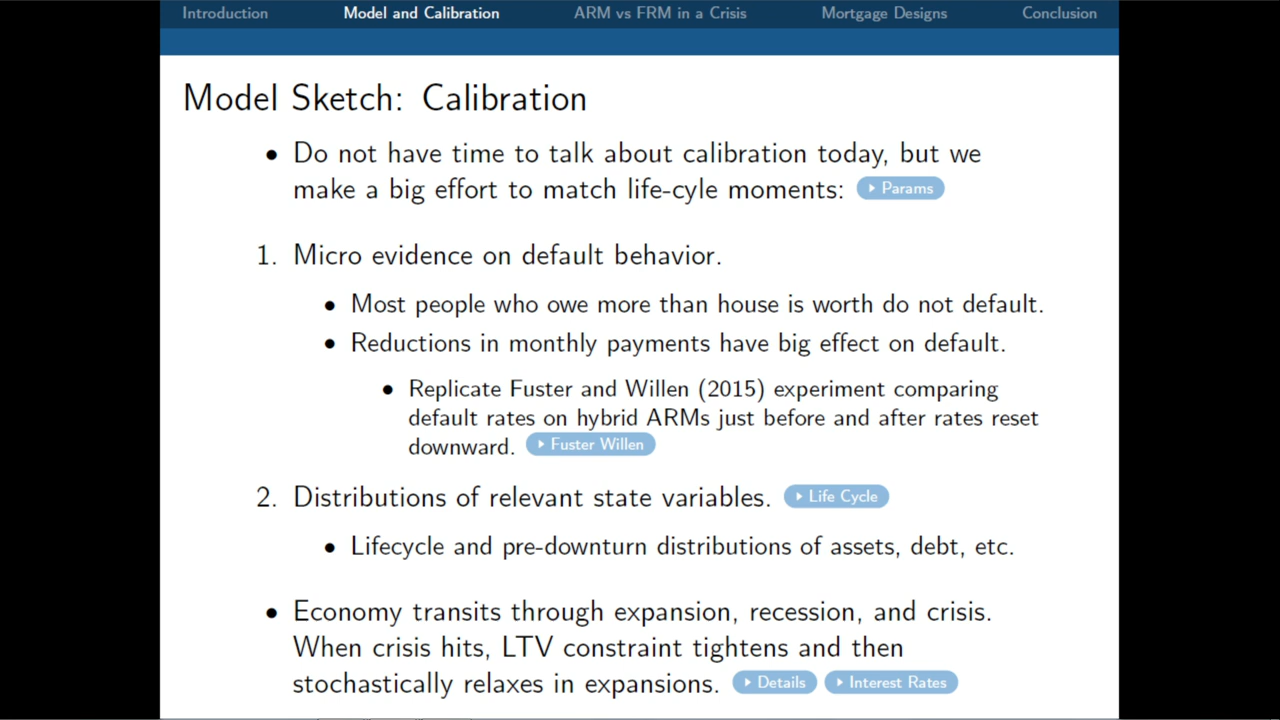 Introduction Model and Calibration ARM vs FRM in a Crisis Mortgage Designs Conclusion
Model Sketch: Calibration
• Do not have time to talk about calibration today, but we
make a big effort to match life-cyle moments: Params
1. Micro evidence on default behavior.
• Most people who owe more than house is worth do not default.
• Reductions in monthly payments have big effect on default.
• Replicate Fuster and Willen (2015) experiment comparing
default rates on hybrid ARMs just before and after rates reset
downward. Fuster Willen
2. Distributions of relevant state variables. Life Cycle
• Lifecycle and pre-downturn distributions of assets, debt, etc.
• Economy transits through expansion, recession, and crisis.
When crisis hits, LTV constraint tightens and then
stochastically relaxes in expansions. Details Interest Rates